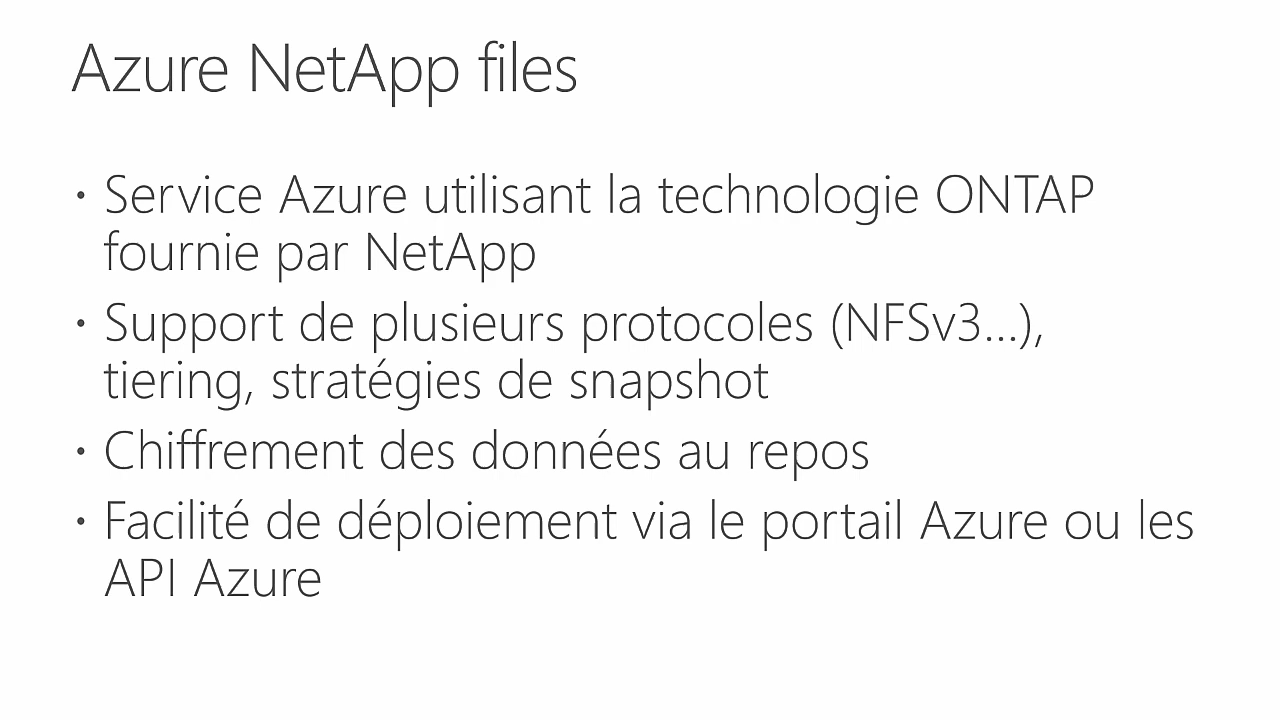 Azure NetApp files
• Service Azure utilisant la technologie ONTAP
fournie par NetApp
• Support de plusieurs protocoles (NFSv3...),
tiering, stratégies de snapshot
• Chiffrement des données au repos
• Facilité de déploiement via le portail Azure ou les
API Azure